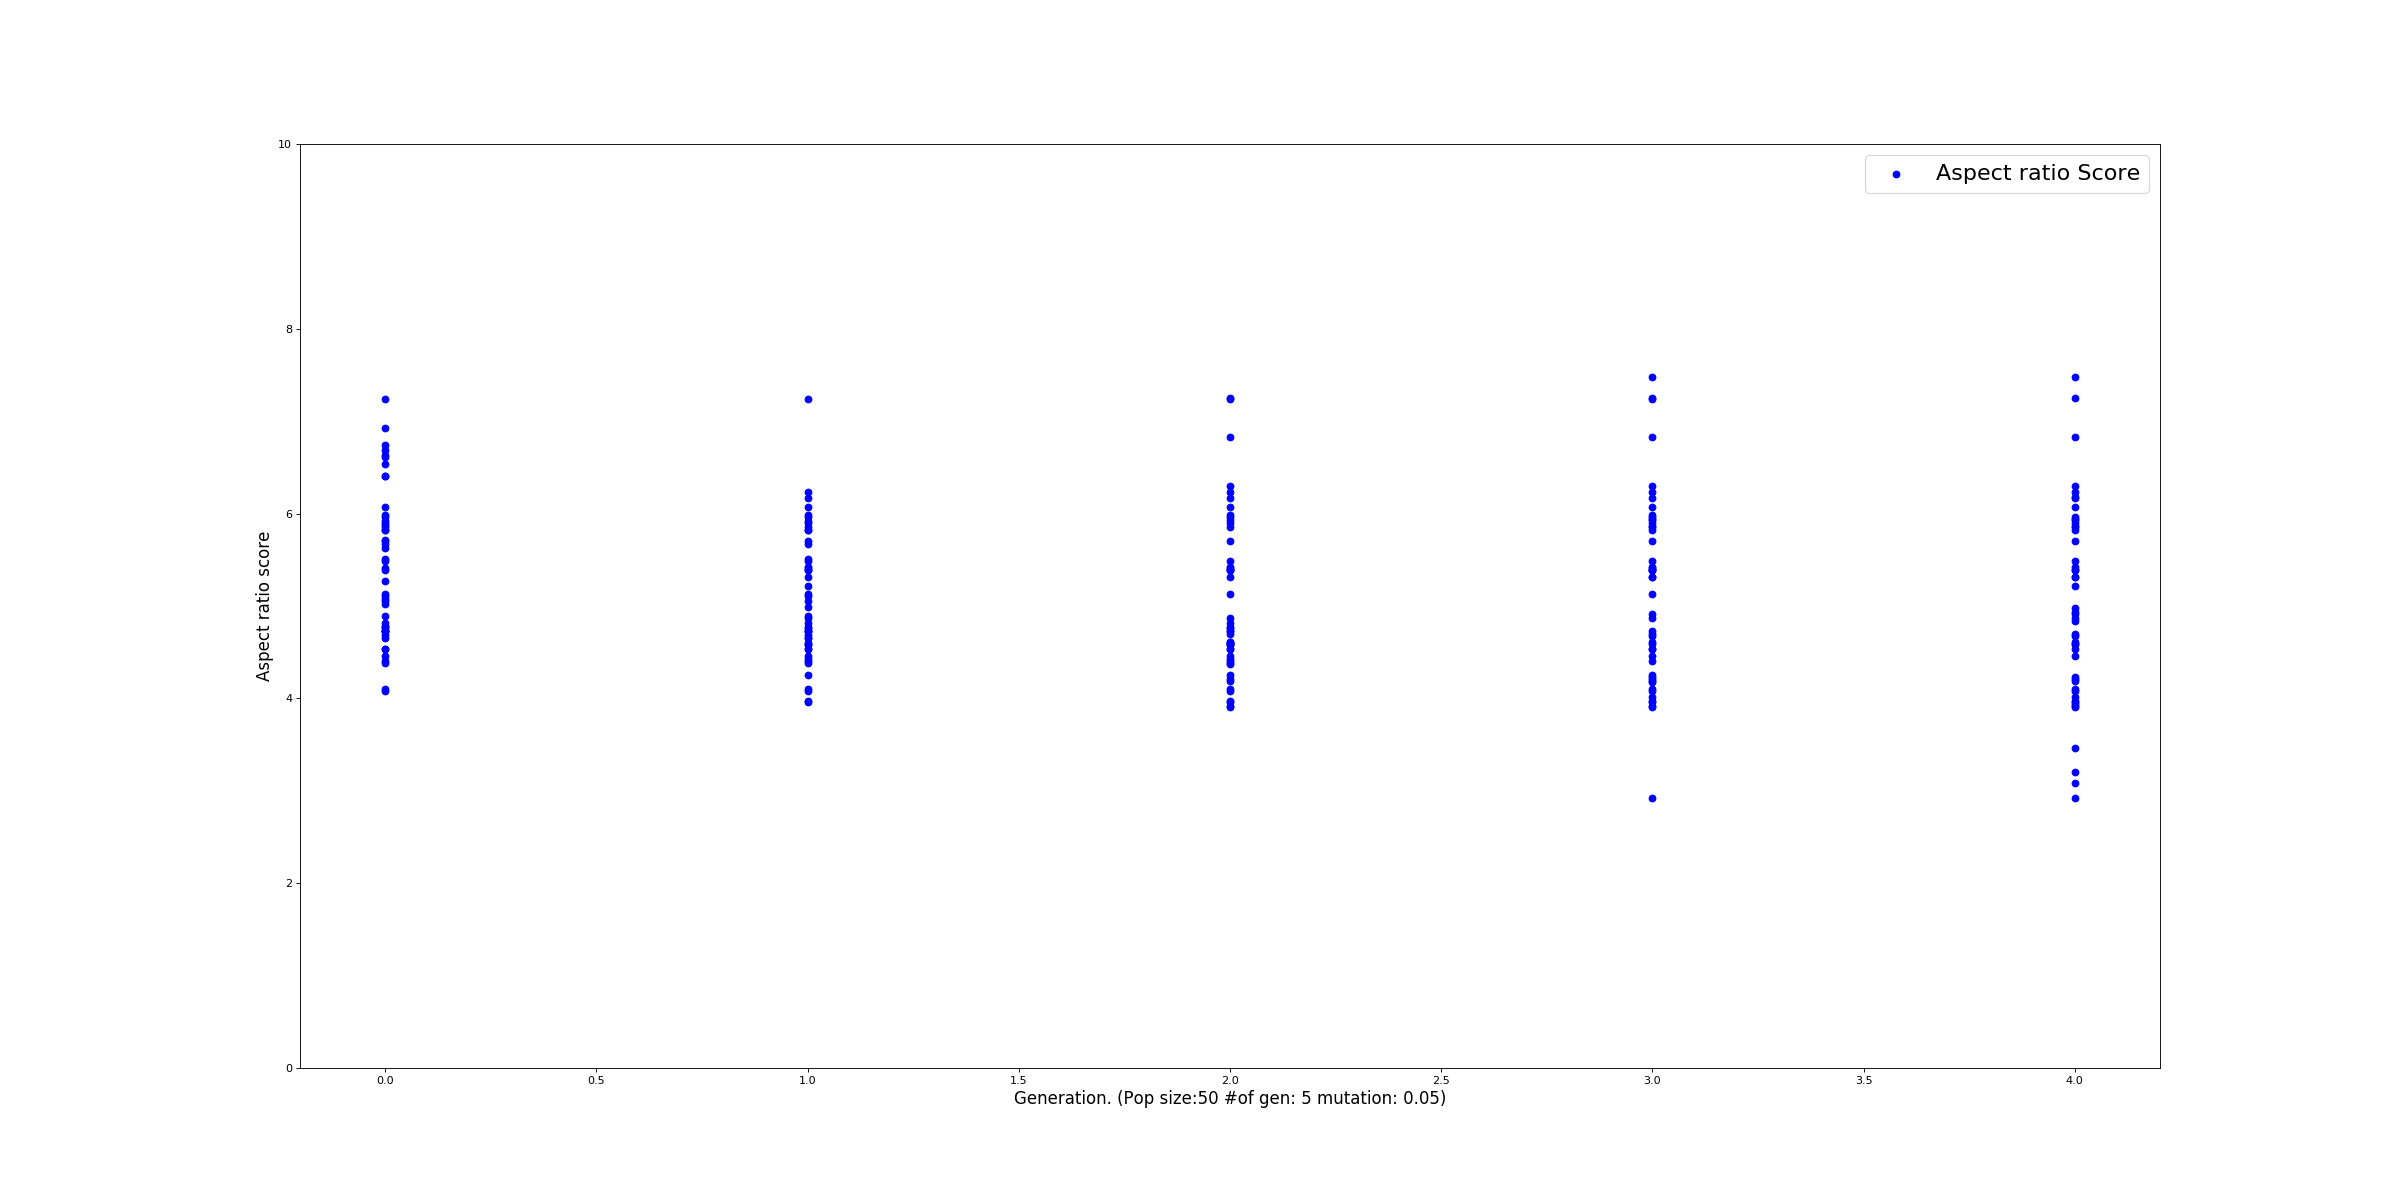 10
Aspect ratio Score
8
6
Aspect ratio score
4
2
0
0.0 0.5 1.0 1.5 2.0 2.5 3.0 3.5 4.0
Generation. (Pop size:50 #of gen: 5 mutation: 0.05)